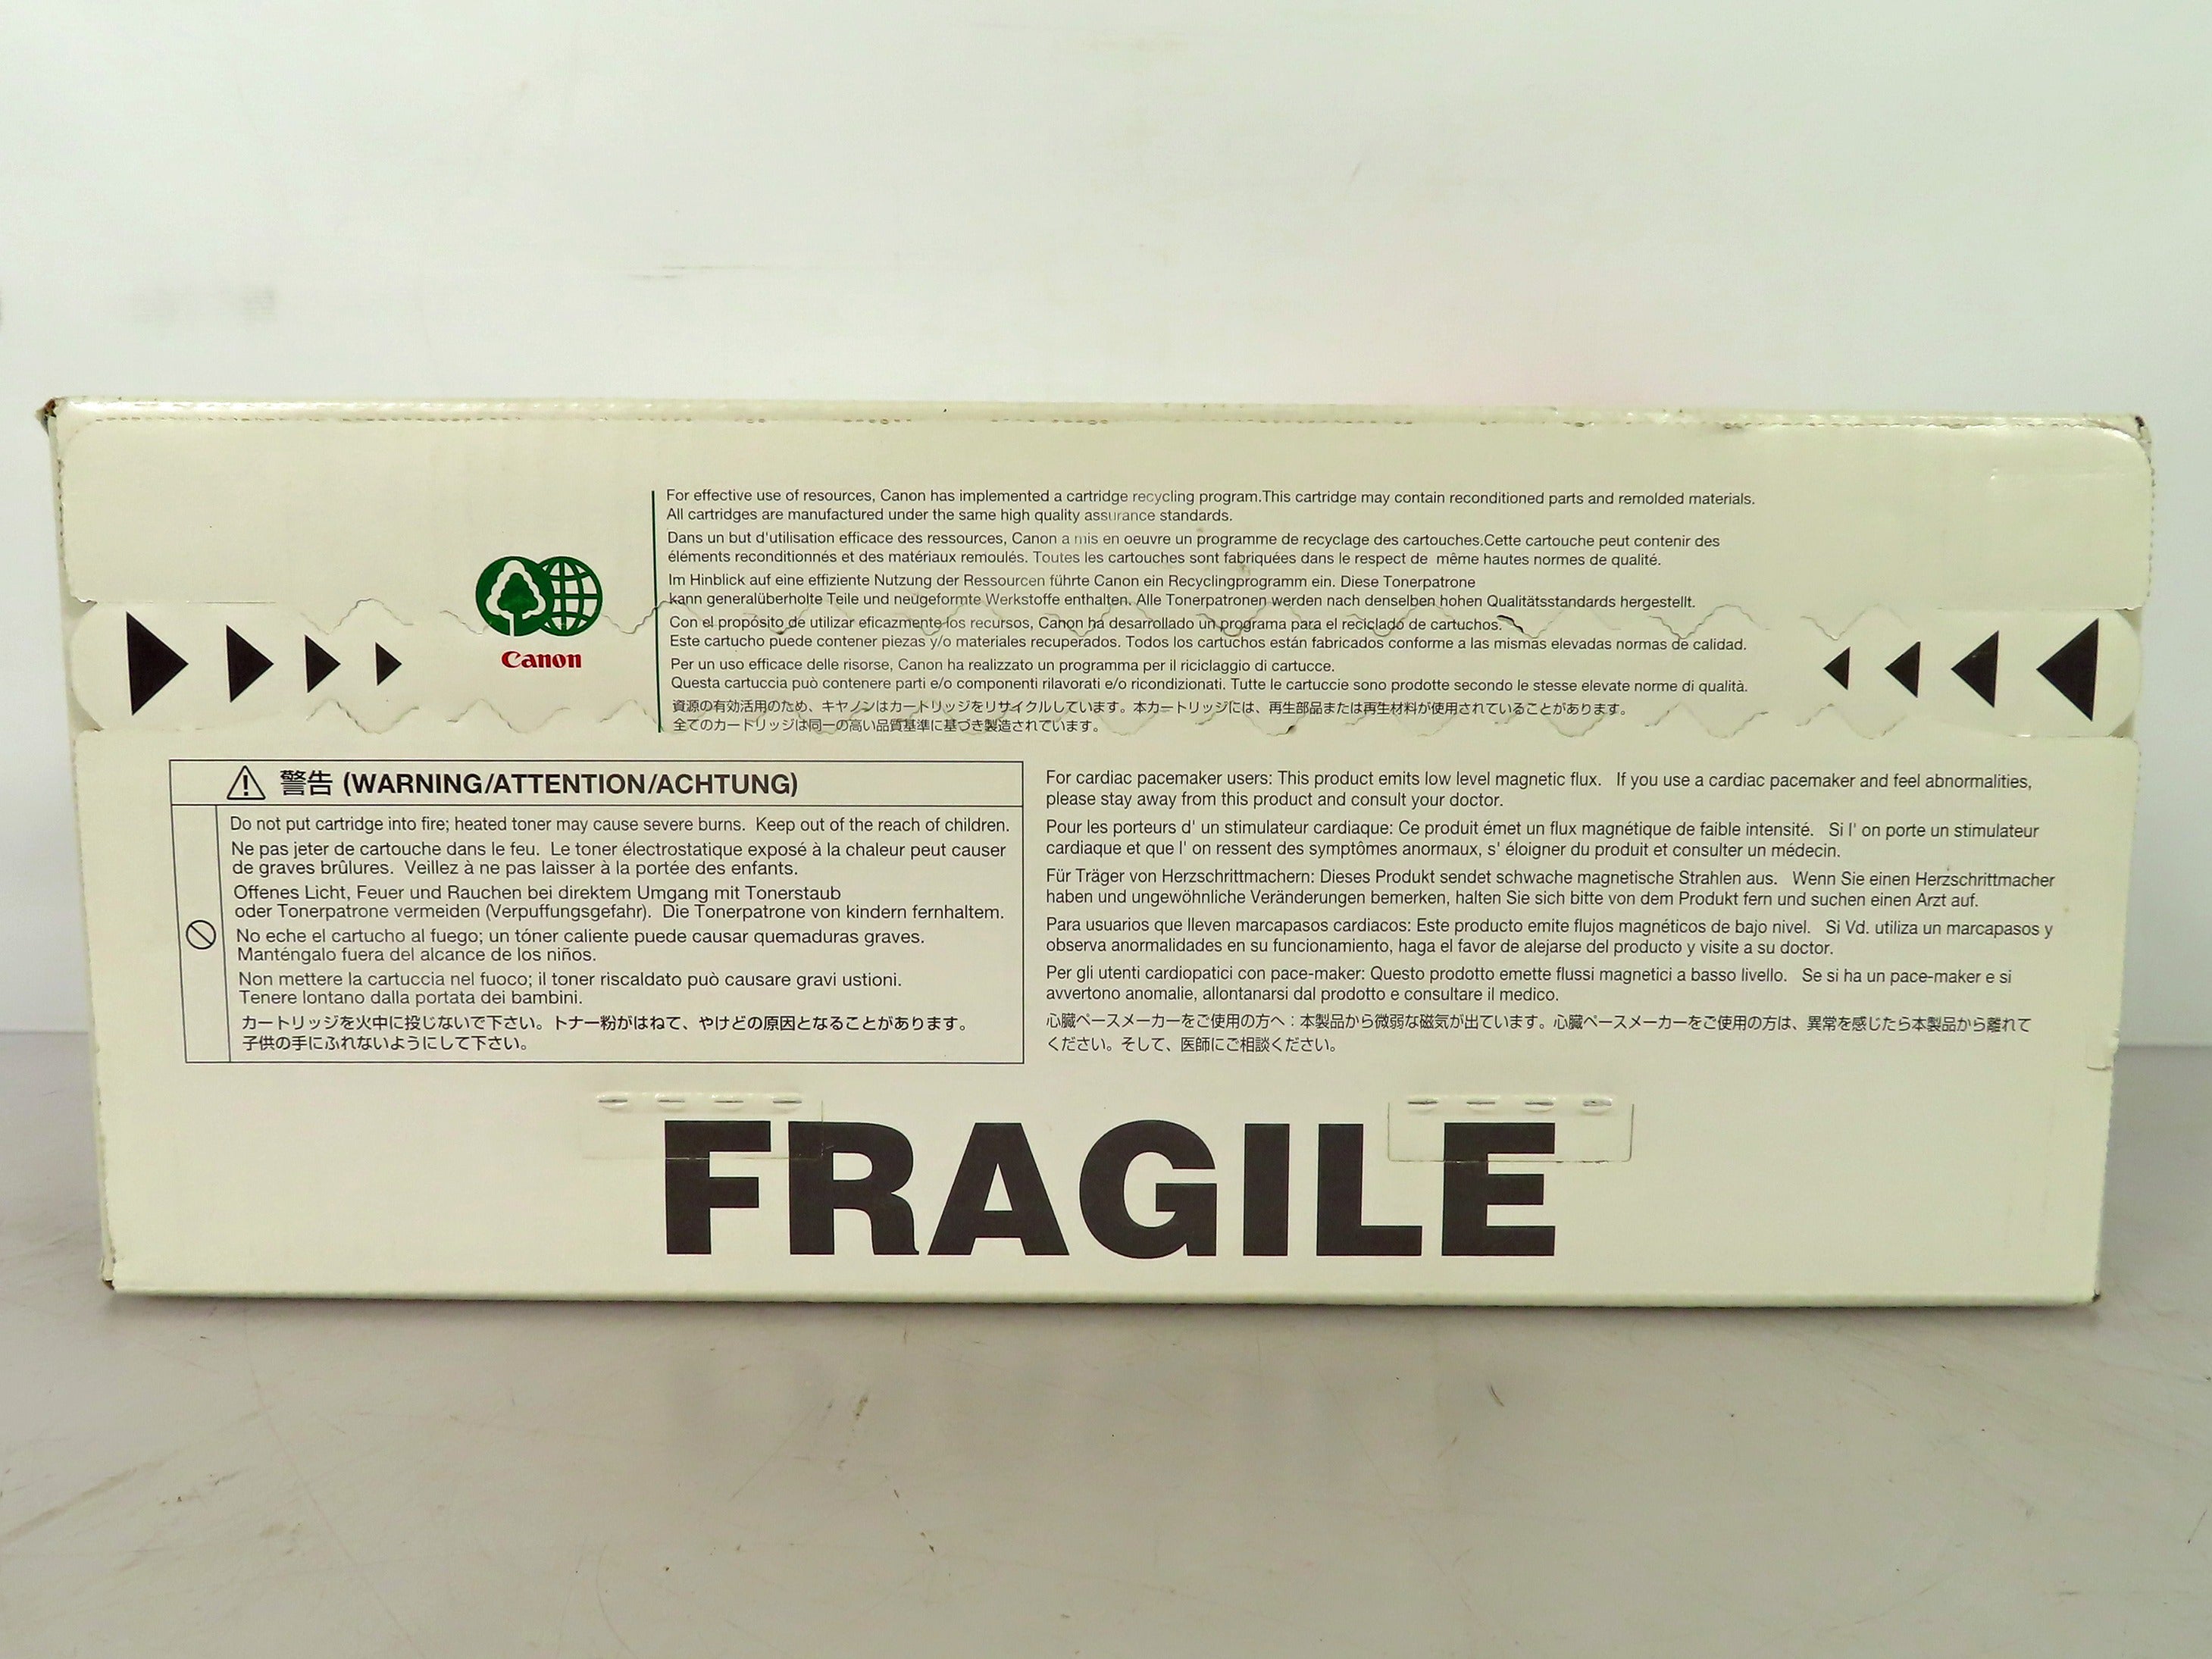 For effective use of resources, Canon has implemented a cartridge recycling program.This cartridge may contain reconditioned parts and remolded materials.
All cartridges are manufactured under the same high quality assurance standards.
Dans un but d'utilisation efficace des ressources, Canon a mis en oeuvre un programme de recyclage des cartouches.Cette cartouche peut contenir des
éléments reconditionnés et des matériaux remoulés. Toutes les cartouches sont fabriquées dans le respect de même hautes normes de qualité.
Im Hinblick auf eine effiziente Nutzung der Ressourcen führte Canon ein Recyclingprogramm ein. Diese Tonerpatrone
kann generalüberholte Teile und neugeformte Werkstoffe enthalten. Alle Tonerpatronen werden nach denselben hohen Qualitätsstandards hergestellt.
Con el propósito de utilizar eficazmente los recursos, Canon ha desarrollado un programa para el reciclado de cartuchos.
Este cartucho puede contener piezas y/o materiales recuperados. Todos los cartuchos están fabricados conforme a las mismas elevadas normas de calidad.
Per un uso efficace delle risorse, Canon ha realizzato un programma per il riciclaggio di cartucce.
Questa cartuccia può contenere parti e/o componenti rilavorati e/o ricondizionati. Tutte le cartuccie sono prodotte secondo le stesse elevate norme di qualità.
資源の有効活用のため、キヤノンはカートリッジをリサイクルしています。本カートリッジには、再生部品または再生材料が使用されていることがあります。
全てのカートリッジは同一の高い品質基準に基づき製造されています。
Canon
警告 (WARNING/ATTENTION/ACHTUNG)
Do not put cartridge into fire; heated toner may cause severe burns. Keep out of the reach of children.
Ne pas jeter de cartouche dans le feu. Le toner électrostatique exposé à la chaleur peut causer
de graves brûlures. Veillez à ne pas laisser à la portée des enfants.
Offenes Licht, Feuer und Rauchen bei direktem Umgang mit Tonerstaub
oder Tonerpatrone vermeiden (Verpuffungsgefahr). Die Tonerpatrone von kindern fernhaltem.
No eche el cartucho al fuego; un tóner caliente puede causar quemaduras graves.
Manténgalo fuera del alcance de los niños.
Non mettere la cartuccia nel fuoco; il toner riscaldato può causare gravi ustioni.
Tenere lontano dalla portata dei bambini.
カートリッジを火中に投じないで下さい。トナー粉がはねて、やけどの原因となることがあります。
子供の手にふれないようにして下さい。
For cardiac pacemaker users: This product emits low level magnetic flux. If you use a cardiac pacemaker and feel abnormalities,
please stay away from this product and consult your doctor.
Pour les porteurs d' un stimulateur cardiaque: Ce produit émet un flux magnétique de faible intensité. Si l' on porte un stimulateur
cardiaque et que l' on ressent des symptômes anormaux, s' éloigner du produit et consulter un médecin.
Für Träger von Herzschrittmachern: Dieses Produkt sendet schwache magnetische Strahlen aus. Wenn Sie einen Herzschrittmacher
haben und ungewöhnliche Veränderungen bemerken, halten Sie sich bitte von dem Produkt fern und suchen einen Arzt auf.
Para usuarios que lleven marcapasos cardiacos: Este producto emite flujos magnéticos de bajo nivel. Si Vd. utiliza un marcapasos y
observa anormalidades en su funcionamiento, haga el favor de alejarse del producto y visite a su doctor.
Per gli utenti cardiopatici con pace-maker: Questo prodotto emette flussi magnetici a basso livello. Se si ha un pace-maker e si
avvertono anomalie, allontanarsi dal prodotto e consultare il medico.
心臓ペースメーカーをご使用の方へ：本製品から微弱な磁気が出ています。心臓ペースメーカーをご使用の方は、異常を感じたら本製品から離れて
ください。そして、医師にご相談ください。
FRAGILE